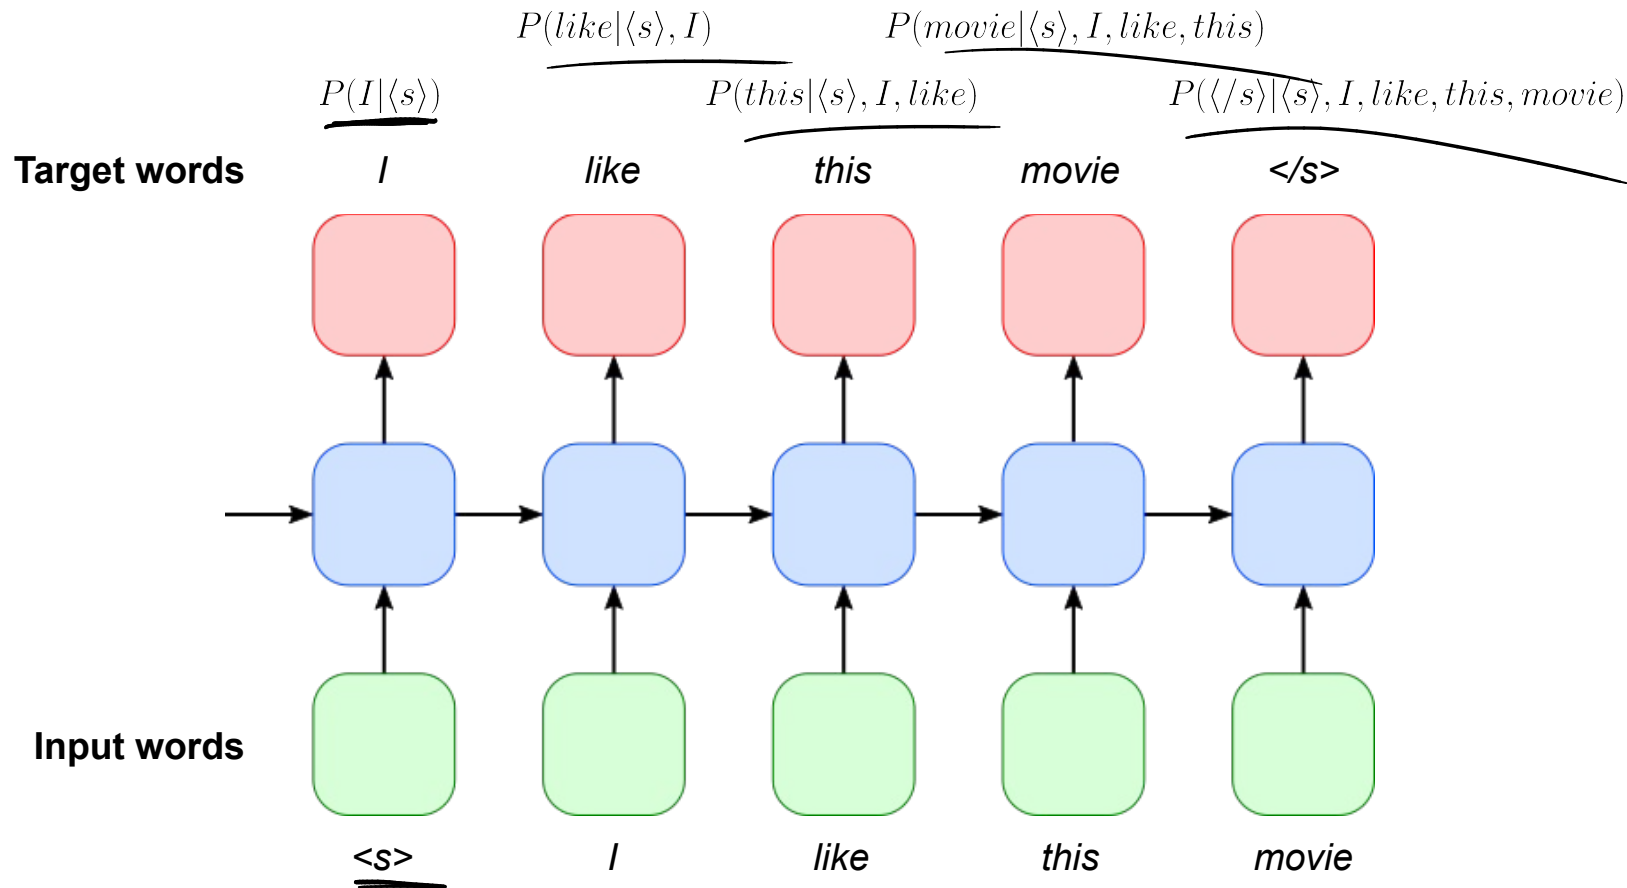 P(like|⟨s⟩, I) P(movie|⟨s⟩, I, like, this)
P(I|⟨s⟩) P(this|⟨s⟩, I, like) P(⟨/s⟩|⟨s⟩, I, like, this, movie)
Target words I like this movie </s>
Input words
<s> I like this movie